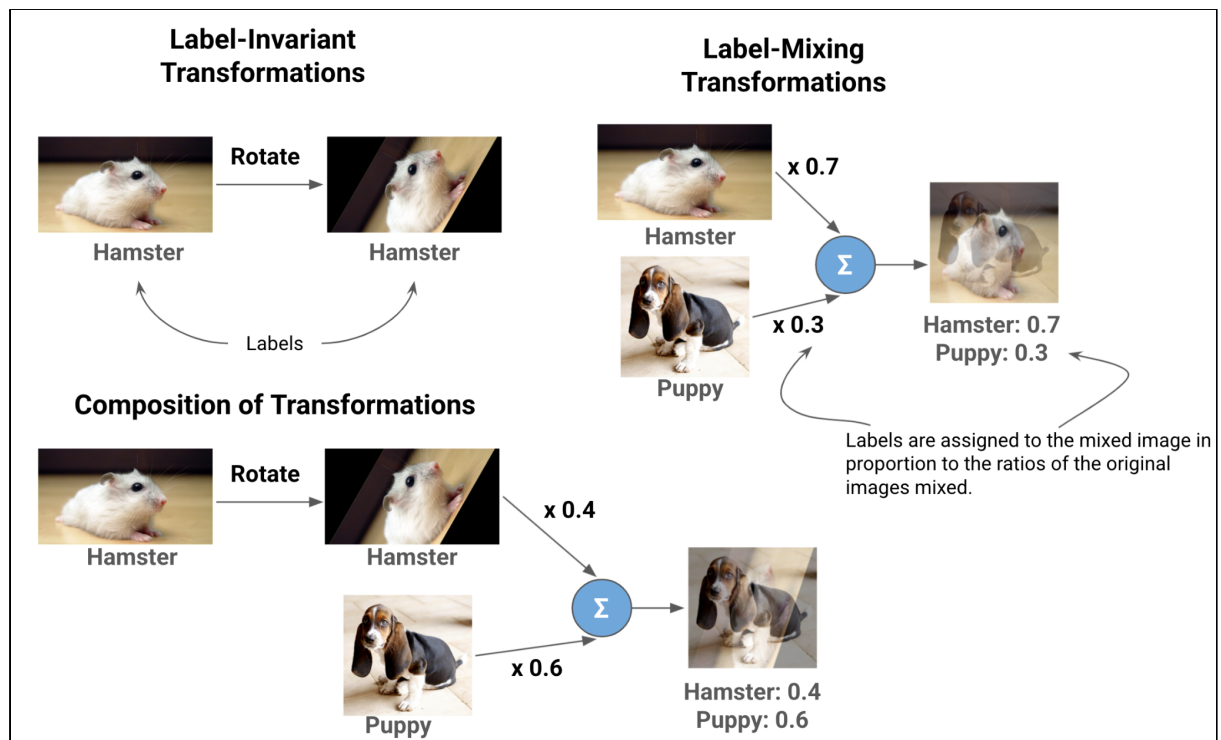 Label-Invariant
Transformations
Rotate
Hamster
Hamster
Labels
Label-Mixing
Transformations
x 0.7
Hamster
Σ
x 0.3
Puppy
Hamster: 0.7
Puppy: 0.3
Labels are assigned to the mixed image in
proportion to the ratios of the original
images mixed.
Composition of Transformations
Rotate
Hamster
Hamster
x 0.4
Σ
x 0.6
Puppy
Hamster: 0.4
Puppy: 0.6